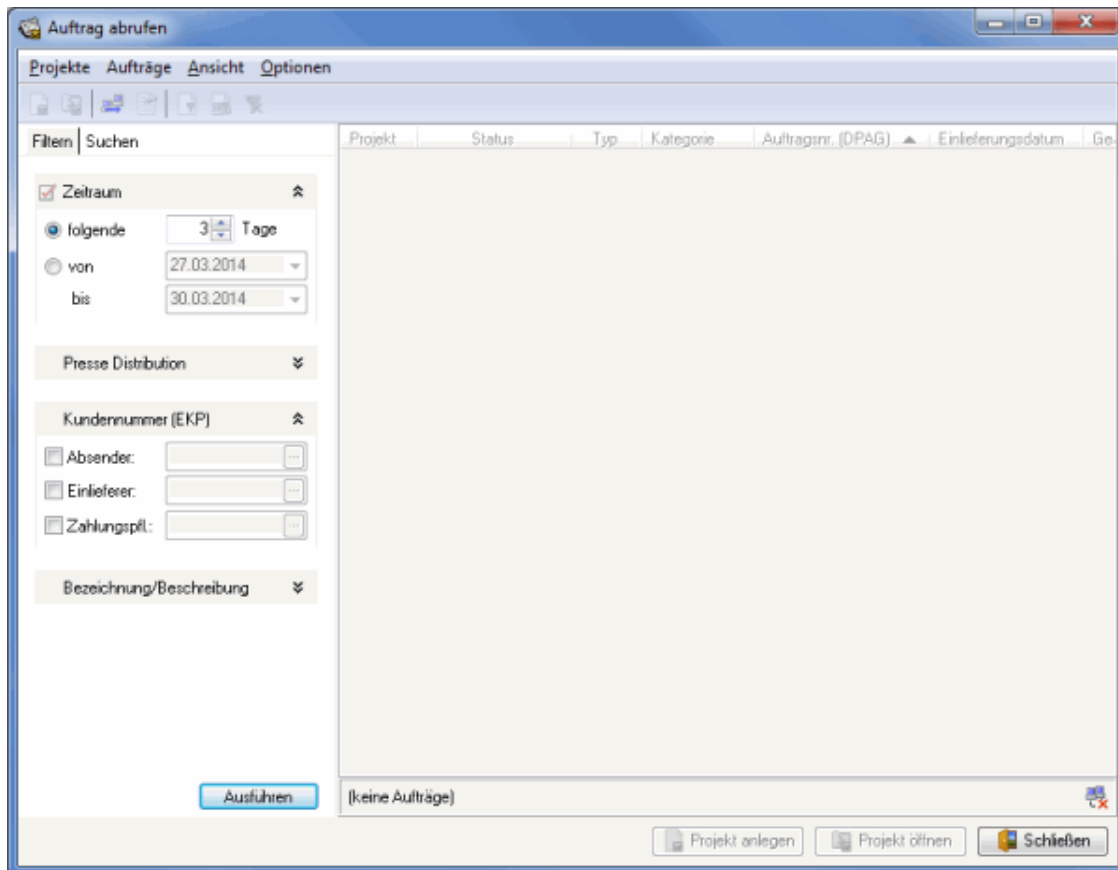 Auftrag abrufen
Projekte Aufträge Ansicht Optionen
Filtern Suchen
Projekt Status Typ Kategorie Auftragsnr. (DPAG) Einlieferungsdatum Ge
Zeitraum
folgende 3 Tage
von 27.03.2014
bis 30.03.2014
Presse Distribution
Kundennummer (EKP)
Absender: ...
Einlieferer: ...
Zahlungspfl.: ...
Bezeichnung/Beschreibung
Ausführen (keine Aufträge)
Projekt anlegen Projekt öffnen Schließen